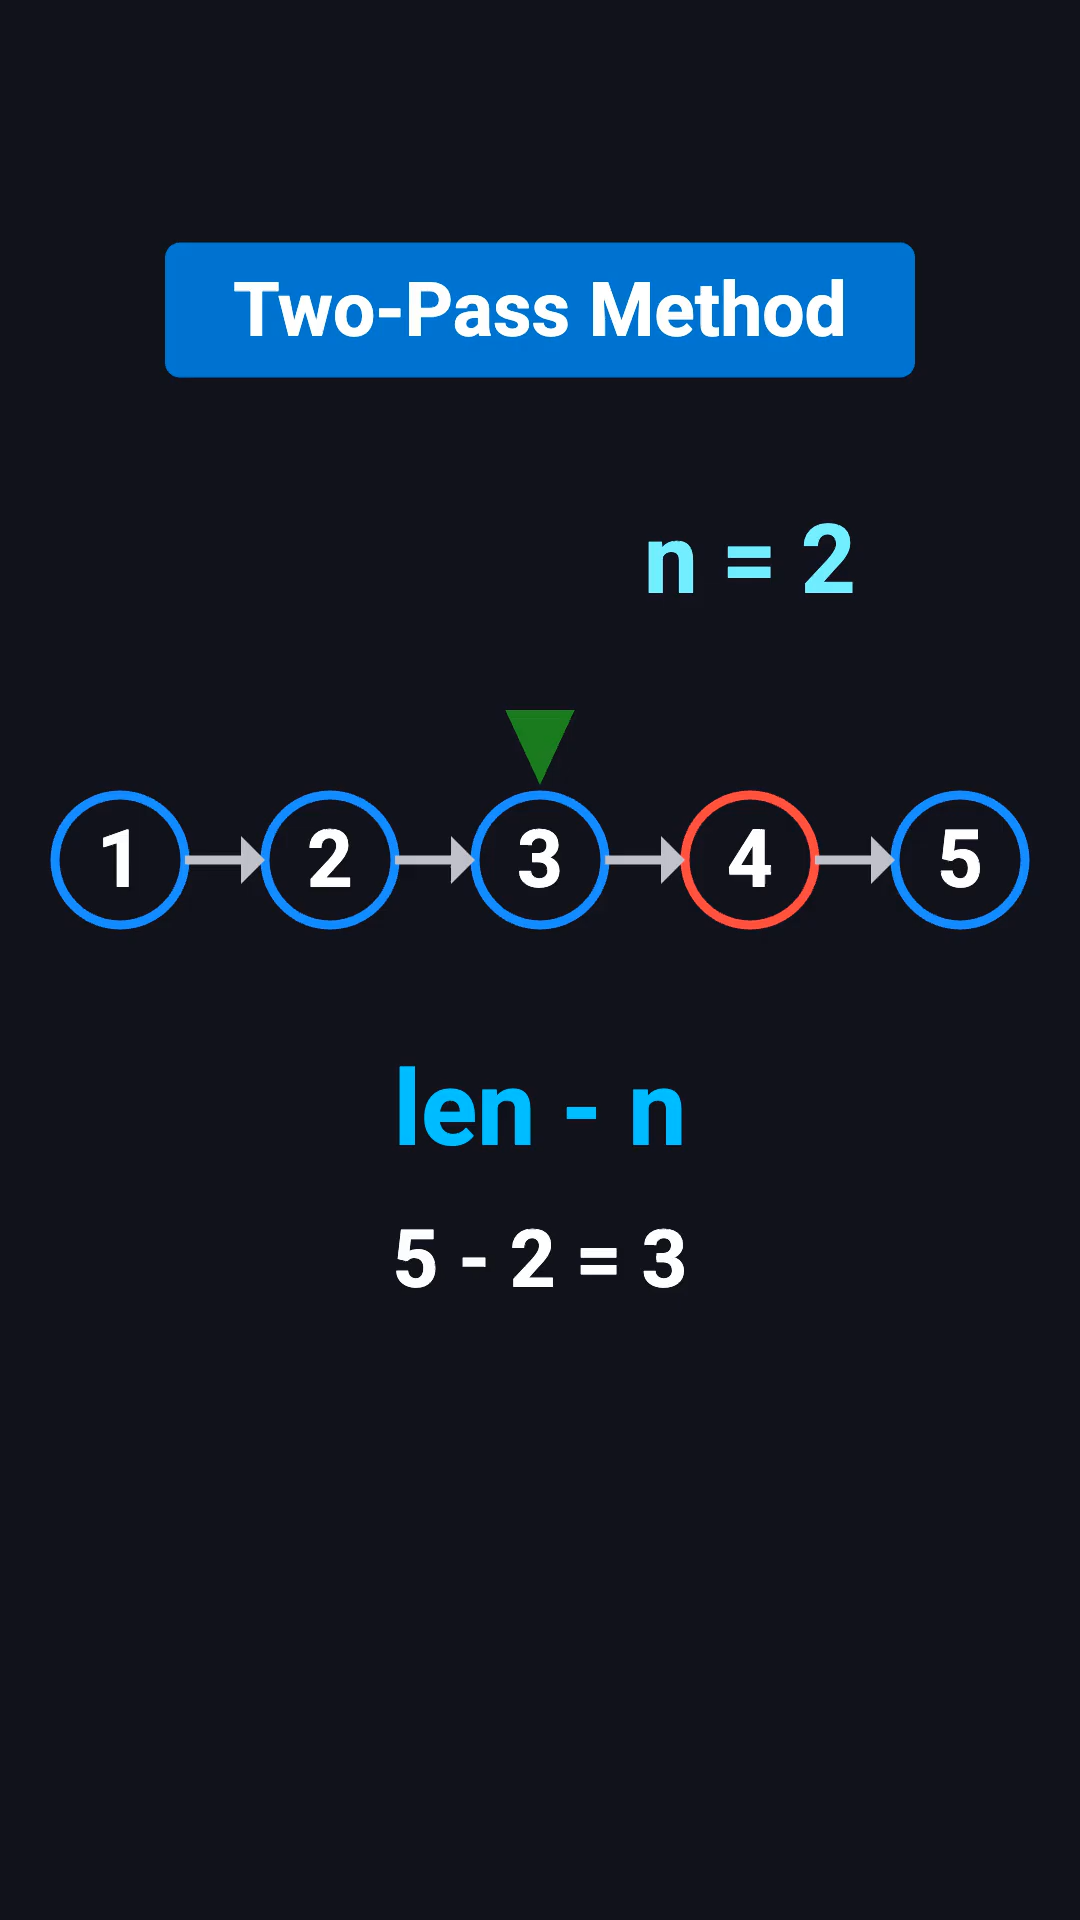 Two-Pass Method
n = 2
1 2 3 4 5
len - n
5 - 2 = 3